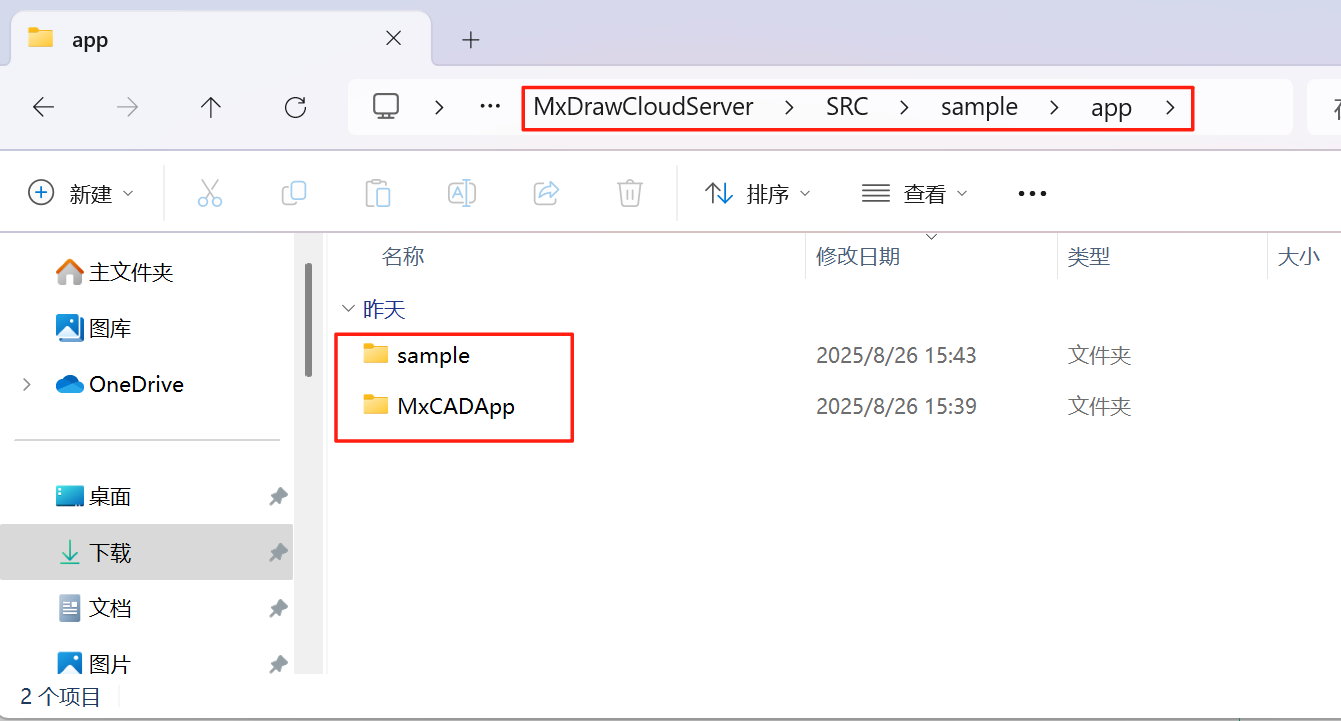 app
MxDrawCloudServer > SRC > sample > app >
新建 排序 查看
名称 修改日期 类型 大小
主文件夹
图库
OneDrive
桌面
下载
文档
图片
昨天
sample 2025/8/26 15:43 文件夹
MxCADApp 2025/8/26 15:39 文件夹
2 个项目